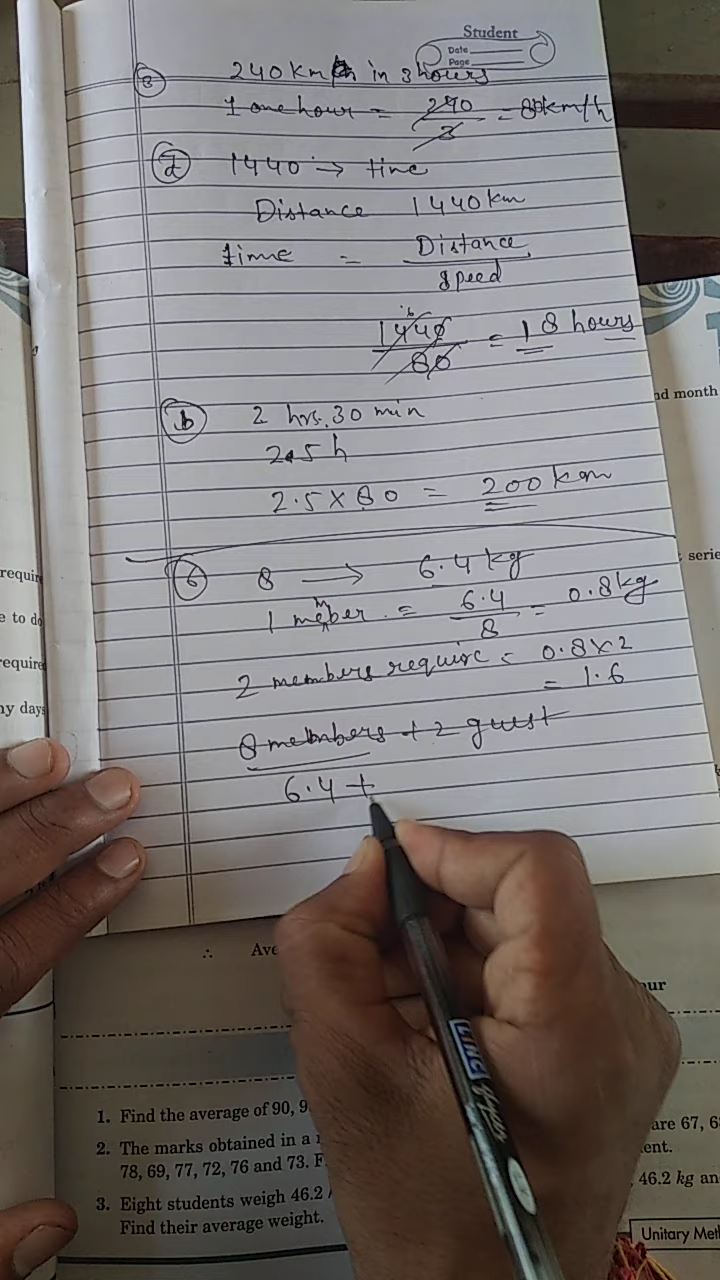 Student
Date
Page
240 km in 3 hours
1 one hour = 240/3 = 80km/h
1440 → time
Distance 1440 km
time = Distance/speed
1440/80 = 18 hours
b 2 hrs. 30 min
2.5 h
2.5 × 80 = 200 km
6 8 → 6.4 kg
1 member = 6.4/8 = 0.8 kg
2 members require = 0.8 × 2
= 1.6
8 members + 2 guest
6.4 +
nd month
serie
require
e to do
require
ny days
∴ Ave
our
1. Find the average of 90, 9
2. The marks obtained in a
78, 69, 77, 72, 76 and 73. F
3. Eight students weigh 46.2
Find their average weight.
are 67, 6
ent.
46.2 kg an
Unitary Met